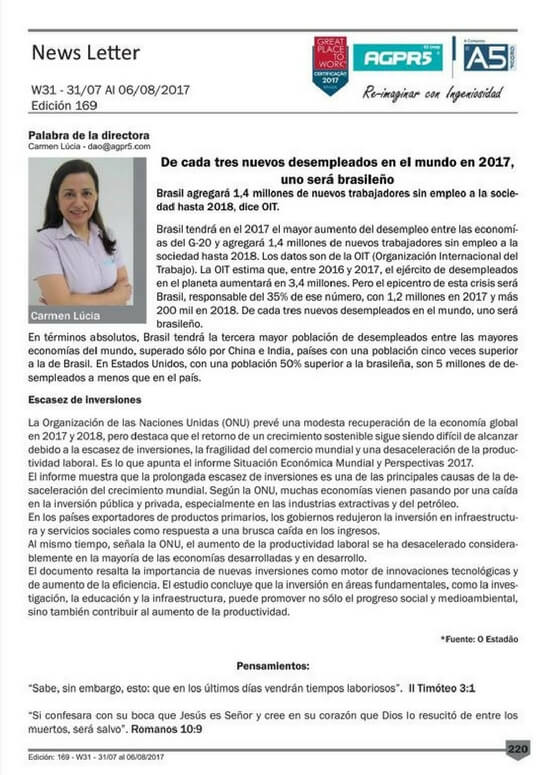 News Letter
GREAT
PLACE
TO
WORK
CERTIFICAÇÃO
2017
BRASIL
AGPR5
A Company
A5
W31 - 31/07 Al 06/08/2017
Re-imaginar con Ingeniosidad
Edición 169
Palabra de la directora
Carmen Lúcia - dao@agpr5.com
De cada tres nuevos desempleados en el mundo en 2017,
uno será brasileño
Brasil agregará 1,4 millones de nuevos trabajadores sin empleo a la socie-
dad hasta 2018, dice OIT.
Brasil tendrá en el 2017 el mayor aumento del desempleo entre las economí-
as del G-20 y agregará 1,4 millones de nuevos trabajadores sin empleo a la
sociedad hasta 2018. Los datos son de la OIT (Organización Internacional del
Trabajo). La OIT estima que, entre 2016 y 2017, el ejército de desempleados
en el planeta aumentará en 3,4 millones. Pero el epicentro de esta crisis será
Brasil, responsable del 35% de ese número, con 1,2 millones en 2017 y más
200 mil en 2018. De cada tres nuevos desempleados en el mundo, uno será
brasileño.
Carmen Lúcia
En términos absolutos, Brasil tendrá la tercera mayor población de desempleados entre las mayores
economías del mundo, superado sólo por China e India, países con una población cinco veces superior
a la de Brasil. En Estados Unidos, con una población 50% superior a la brasileña, son 5 millones de de-
sempleados a menos que en el país.
Escasez de inversiones
La Organización de las Naciones Unidas (ONU) prevé una modesta recuperación de la economía global
en 2017 y 2018, pero destaca que el retorno de un crecimiento sostenible sigue siendo difícil de alcanzar
debido a la escasez de inversiones, la fragilidad del comercio mundial y una desaceleración de la produc-
tividad laboral. Es lo que apunta el informe Situación Económica Mundial y Perspectivas 2017.
El informe muestra que la prolongada escasez de inversiones es una de las principales causas de la de-
saceleración del crecimiento mundial. Según la ONU, muchas economías vienen pasando por una caída
en la inversión pública y privada, especialmente en las industrias extractivas y del petróleo.
En los países exportadores de productos primarios, los gobiernos redujeron la inversión en infraestructu-
ra y servicios sociales como respuesta a una brusca caída en los ingresos.
Al mismo tiempo, señala la ONU, el aumento de la productividad laboral se ha desacelerado considera-
blemente en la mayoría de las economías desarrolladas y en desarrollo.
El documento resalta la importancia de nuevas inversiones como motor de innovaciones tecnológicas y
de aumento de la eficiencia. El estudio concluye que la inversión en áreas fundamentales, como la inves-
tigación, la educación y la infraestructura, puede promover no sólo el progreso social y medioambiental,
sino también contribuir al aumento de la productividad.
*Fuente: O Estadão
Pensamientos:
“Sabe, sin embargo, esto: que en los últimos días vendrán tiempos laboriosos”. II Timóteo 3:1
“Si confesara con su boca que Jesús es Señor y cree en su corazón que Dios lo resucitó de entre los
muertos, será salvo”. Romanos 10:9
220
Edición: 169 - W31 - 31/07 al 06/08/2017